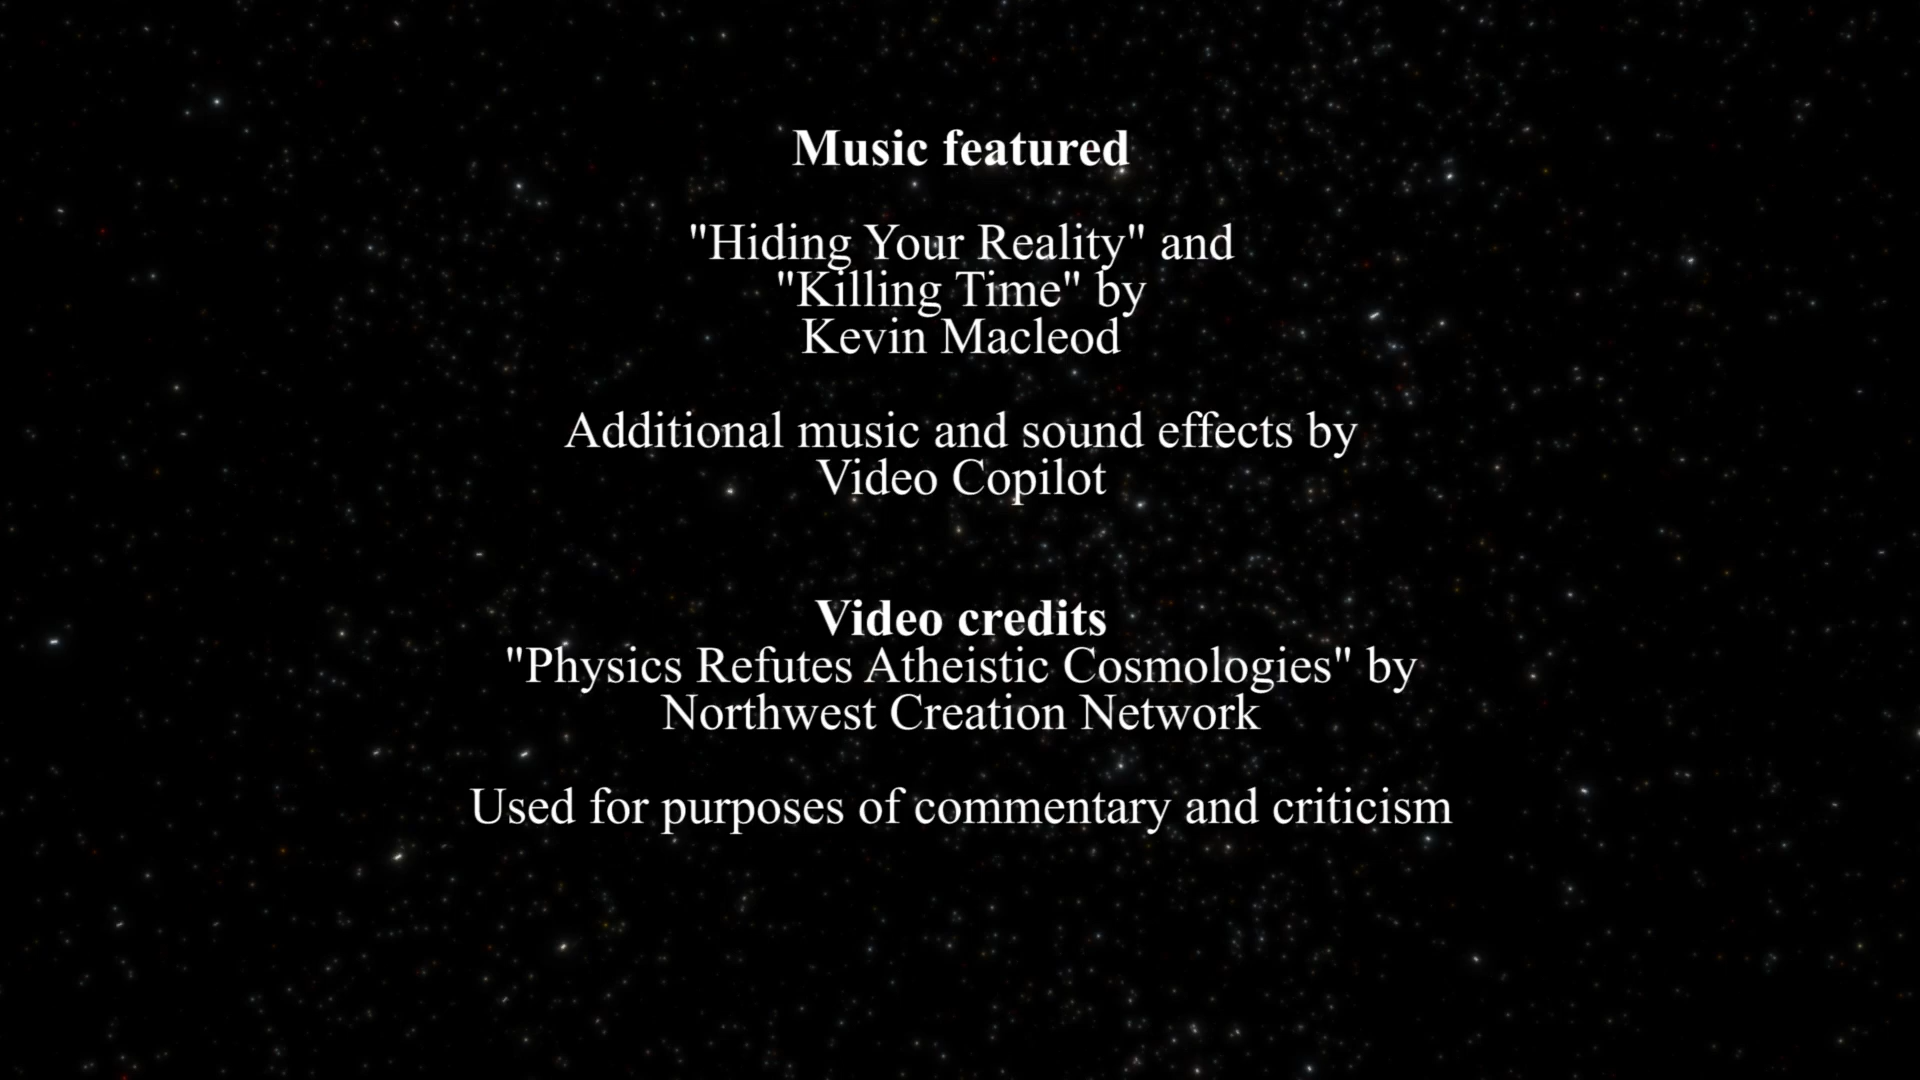 Music featured
"Hiding Your Reality" and
"Killing Time" by
Kevin Macleod
Additional music and sound effects by
Video Copilot
Video credits
"Physics Refutes Atheistic Cosmologies" by
Northwest Creation Network
Used for purposes of commentary and criticism